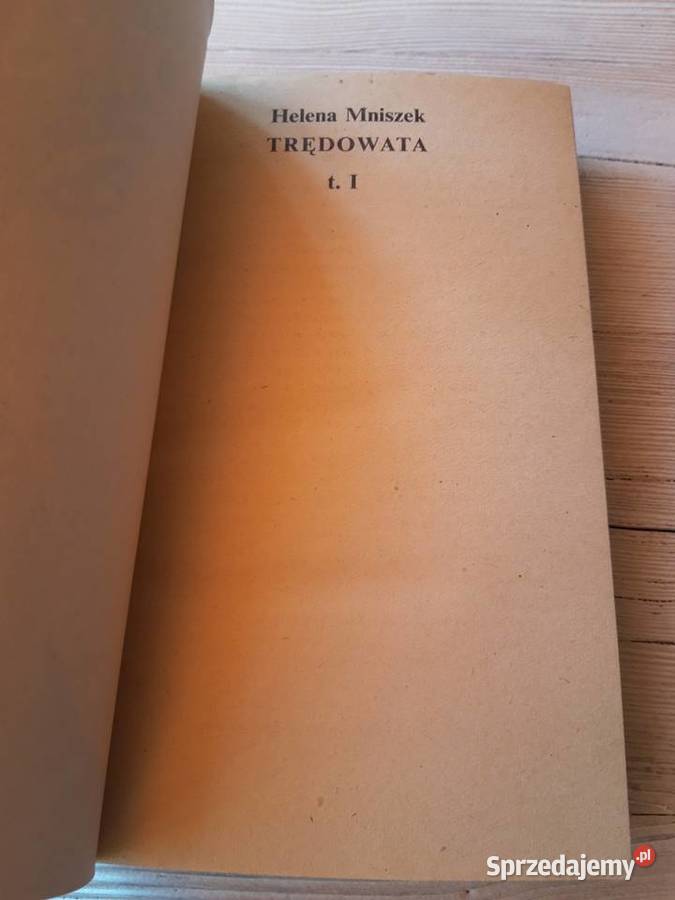 Helena Mniszek
TRĘDOWATA
t. I
Sprzedajemy.pl